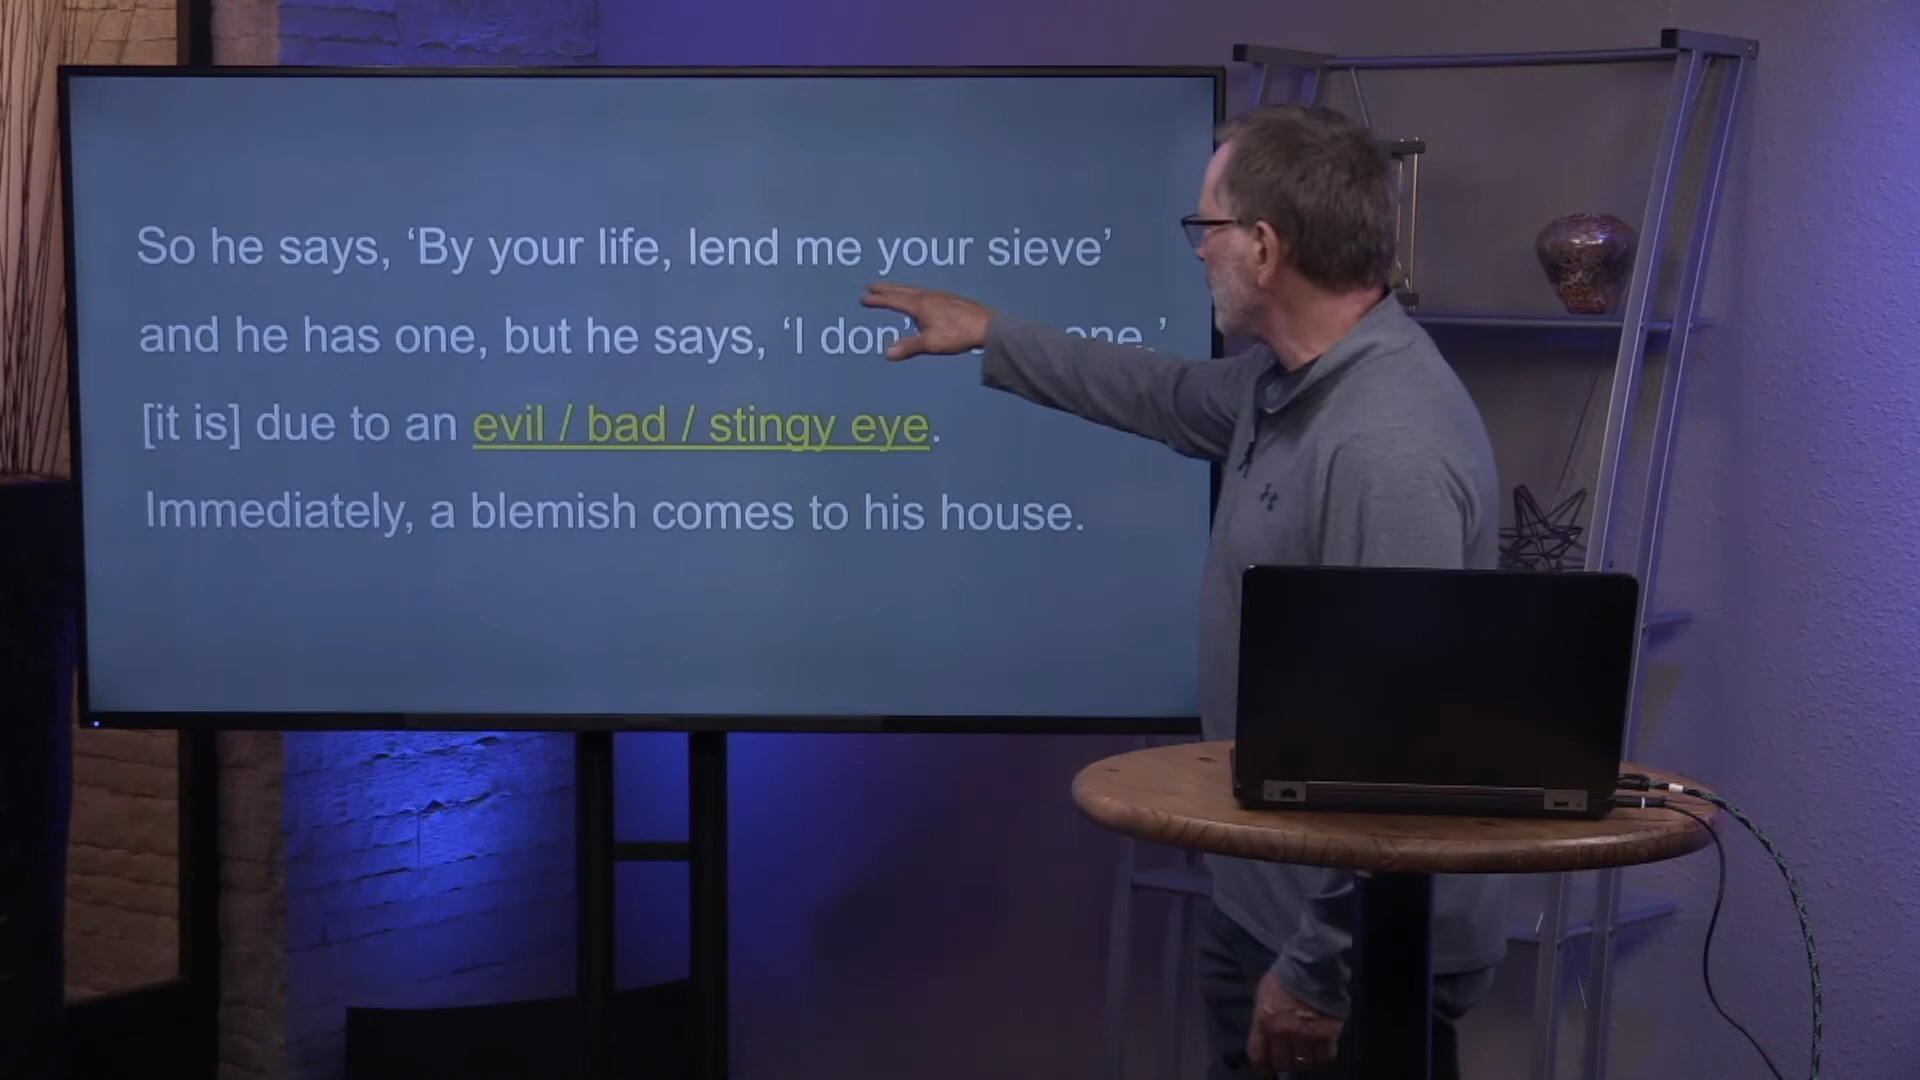 So he says, ‘By your life, lend me your sieve’
and he has one, but he says, ‘I don’ one.’
[it is] due to an evil / bad / stingy eye.
Immediately, a blemish comes to his house.